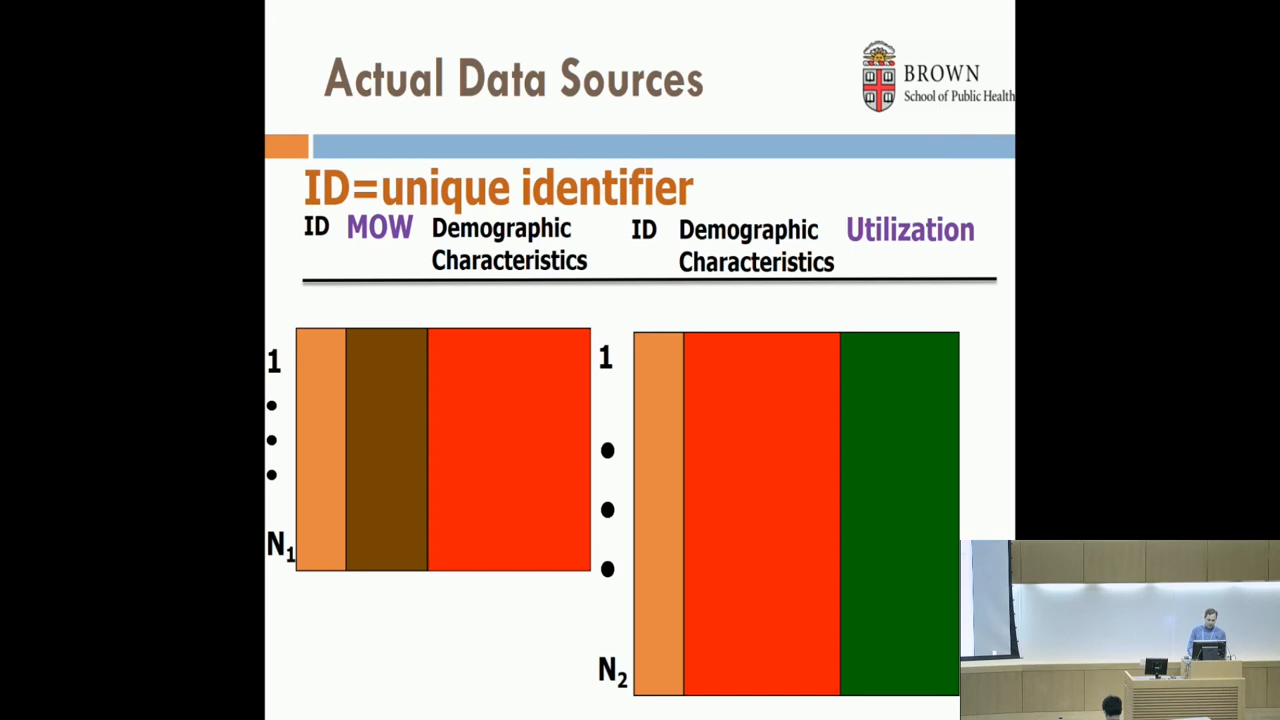 Actual Data Sources
BROWN
School of Public Health
ID=unique identifier
ID MOW Demographic Characteristics
ID Demographic Characteristics Utilization
1
N1
1
N2